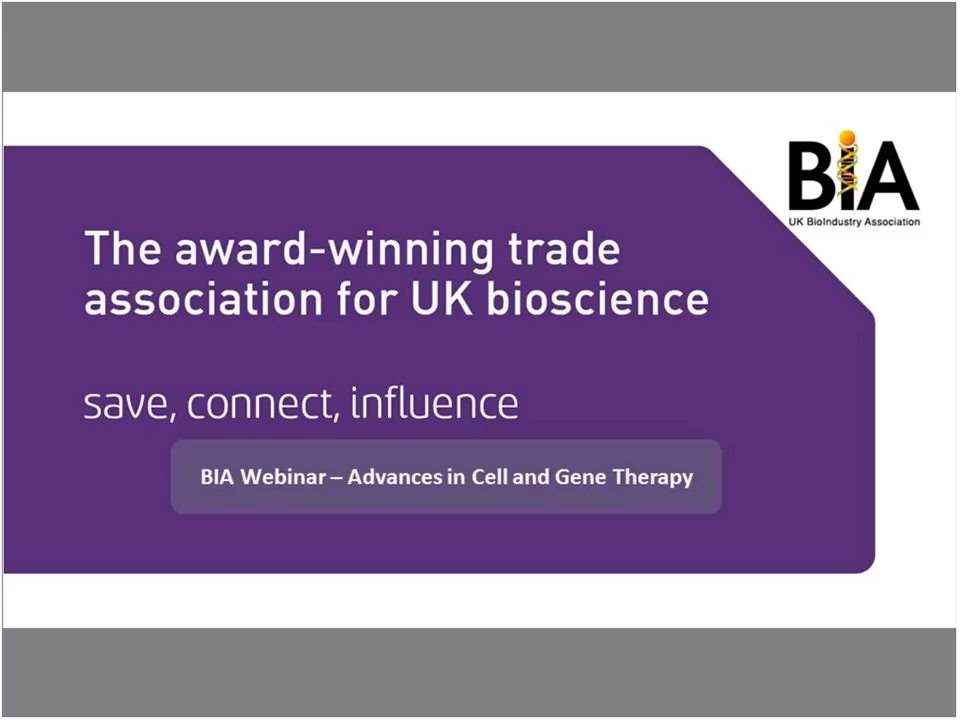 BIA
UK BioIndustry Association
The award-winning trade
association for UK bioscience
save, connect, influence
BIA Webinar – Advances in Cell and Gene Therapy